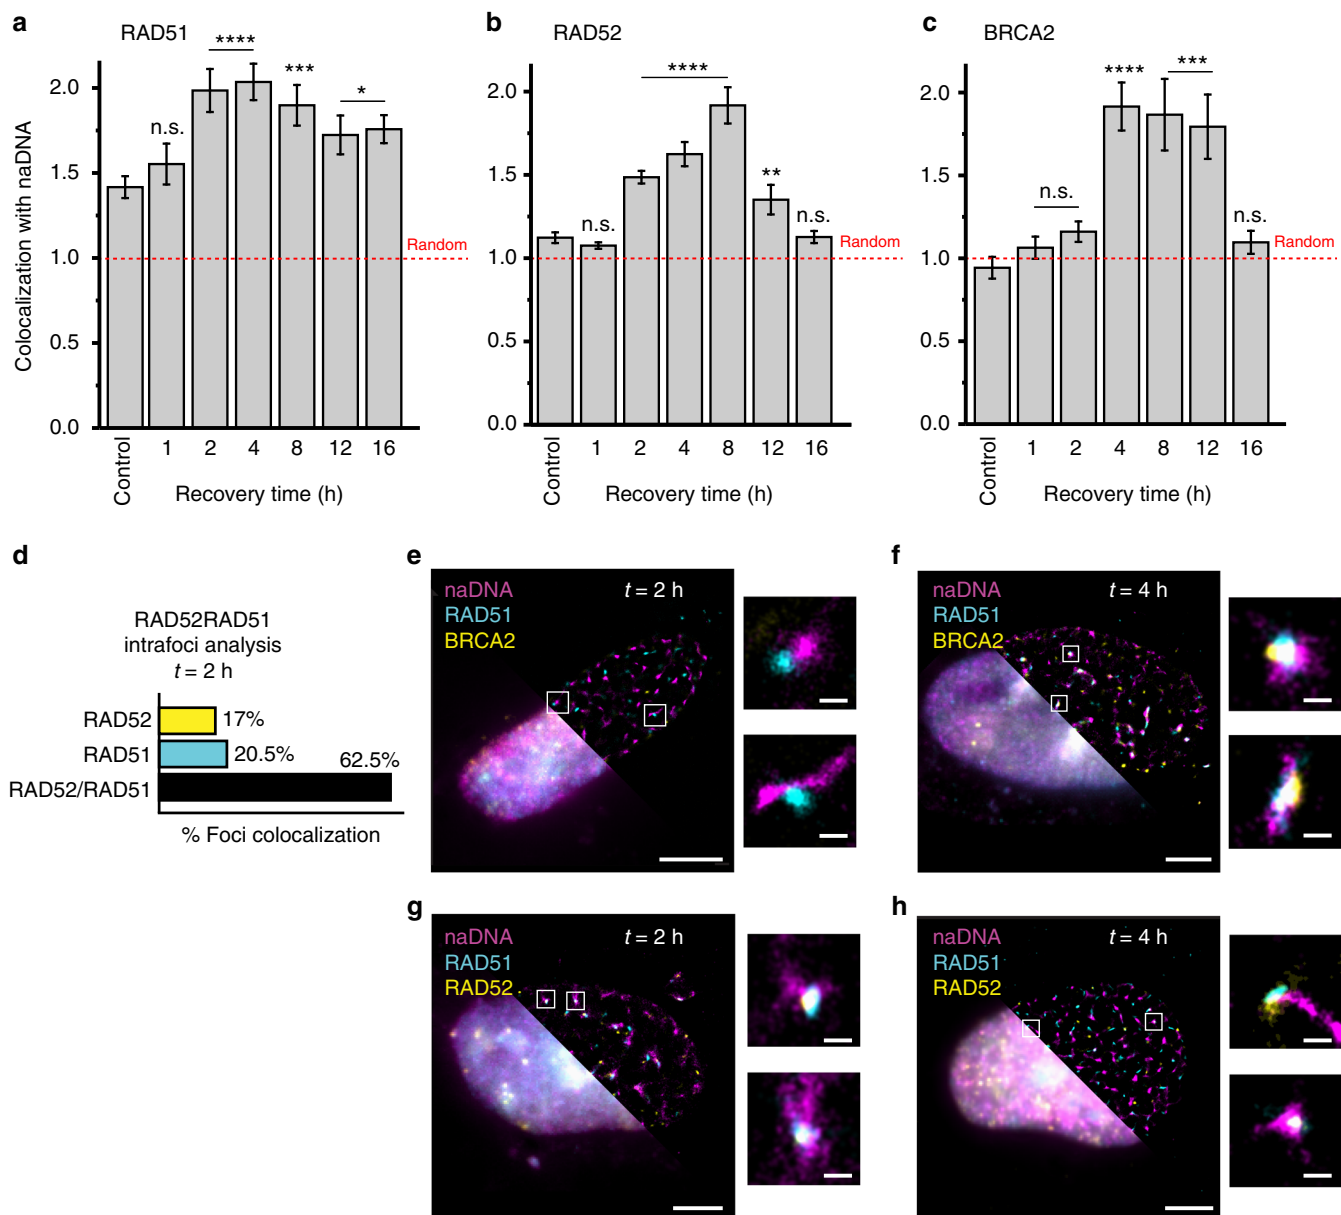 a
RAD51
Colocalization with naDNA
2.0
1.5
1.0
0.5
0.0
n.s.
****
***
*
Random
Control
1
2
4
8
12
16
Recovery time (h)
b
RAD52
2.0
1.5
1.0
0.5
0.0
n.s.
****
**
n.s.
Random
Control
1
2
4
8
12
16
Recovery time (h)
c
BRCA2
2.0
1.5
1.0
0.5
0.0
n.s.
****
***
n.s.
Random
Control
1
2
4
8
12
16
Recovery time (h)
d
RAD52RAD51
intrafoci analysis
t = 2 h
RAD52
17%
RAD51
20.5%
RAD52/RAD51
62.5%
% Foci colocalization
e
naDNA
t = 2 h
RAD51
BRCA2
f
naDNA
t = 4 h
RAD51
BRCA2
g
naDNA
t = 2 h
RAD51
RAD52
h
naDNA
t = 4 h
RAD51
RAD52